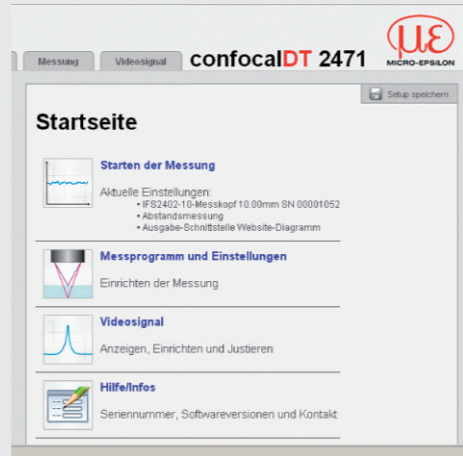 Messung
Videosignal
confocalDT 2471
με
MICRO-EPSILON
Setup speichern
Startseite
Starten der Messung
Aktuelle Einstellungen:
• IFS2402-10-Messkopf 10.00mm SN 00001052
• Abstandsmessung
• Ausgabe-Schnittstelle Website-Diagramm
Messprogramm und Einstellungen
Einrichten der Messung
Videosignal
Anzeigen, Einrichten und Justieren
Hilfe/Infos
Seriennummer, Softwareversionen und Kontakt